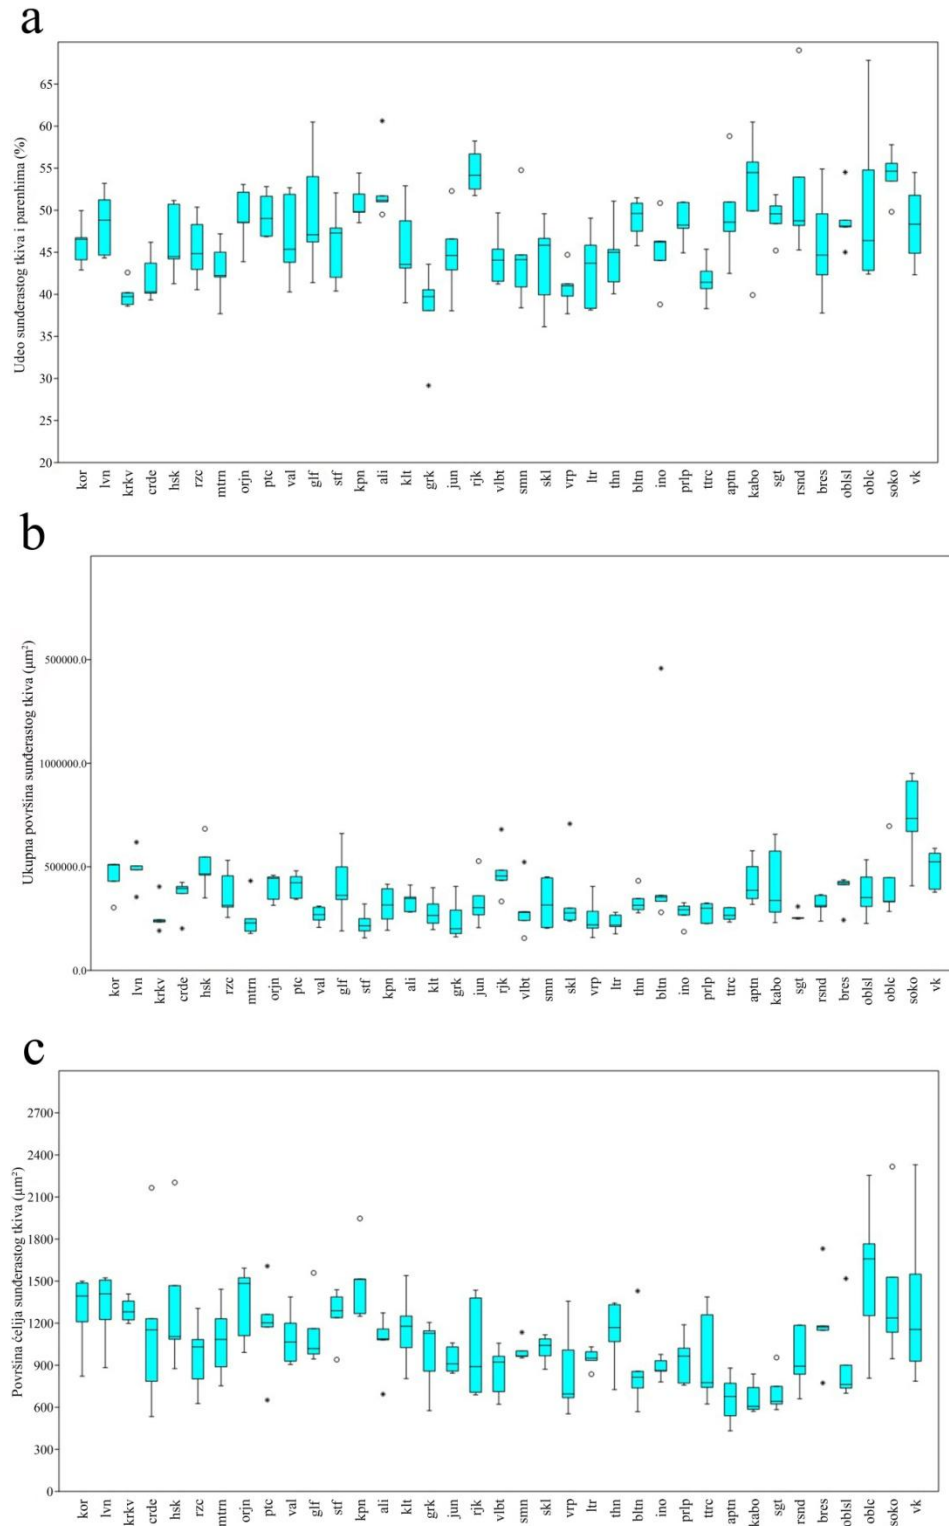 a
Udeo sunđerastog tkiva i parenhima (%)
65
60
55
50
45
40
35
30
25
20
kor lvn krkv crde hsk rzc mtrn orjn ptc val glf stf kpn ali klt grk jun rjk vlbt smn skl vrp ltr thn bltn ino prlp ttrc aptn kabo sgt rsnd bres oblsl oblc soko vk
b
Ukupna površina sunđerastog tkiva (µm²)
500000.0
1000000.0
500000.0
0.0
kor lvn krkv crde hsk rzc mtrn orjn ptc val glf stf kpn ali klt grk jun rjk vlbt smn skl vrp ltr thn bltn ino prlp ttrc aptn kabo sgt rsnd bres oblsl oblc soko vk
c
Površina ćelija sunđerastog tkiva (µm²)
2700
2400
2100
1800
1500
1200
900
600
300
0
kor lvn krkv crde hsk rzc mtrn orjn ptc val glf stf kpn ali klt grk jun rjk vlbt smn skl vrp ltr thn bltn ino prlp ttrc aptn kabo sgt rsnd bres oblsl oblc soko vk